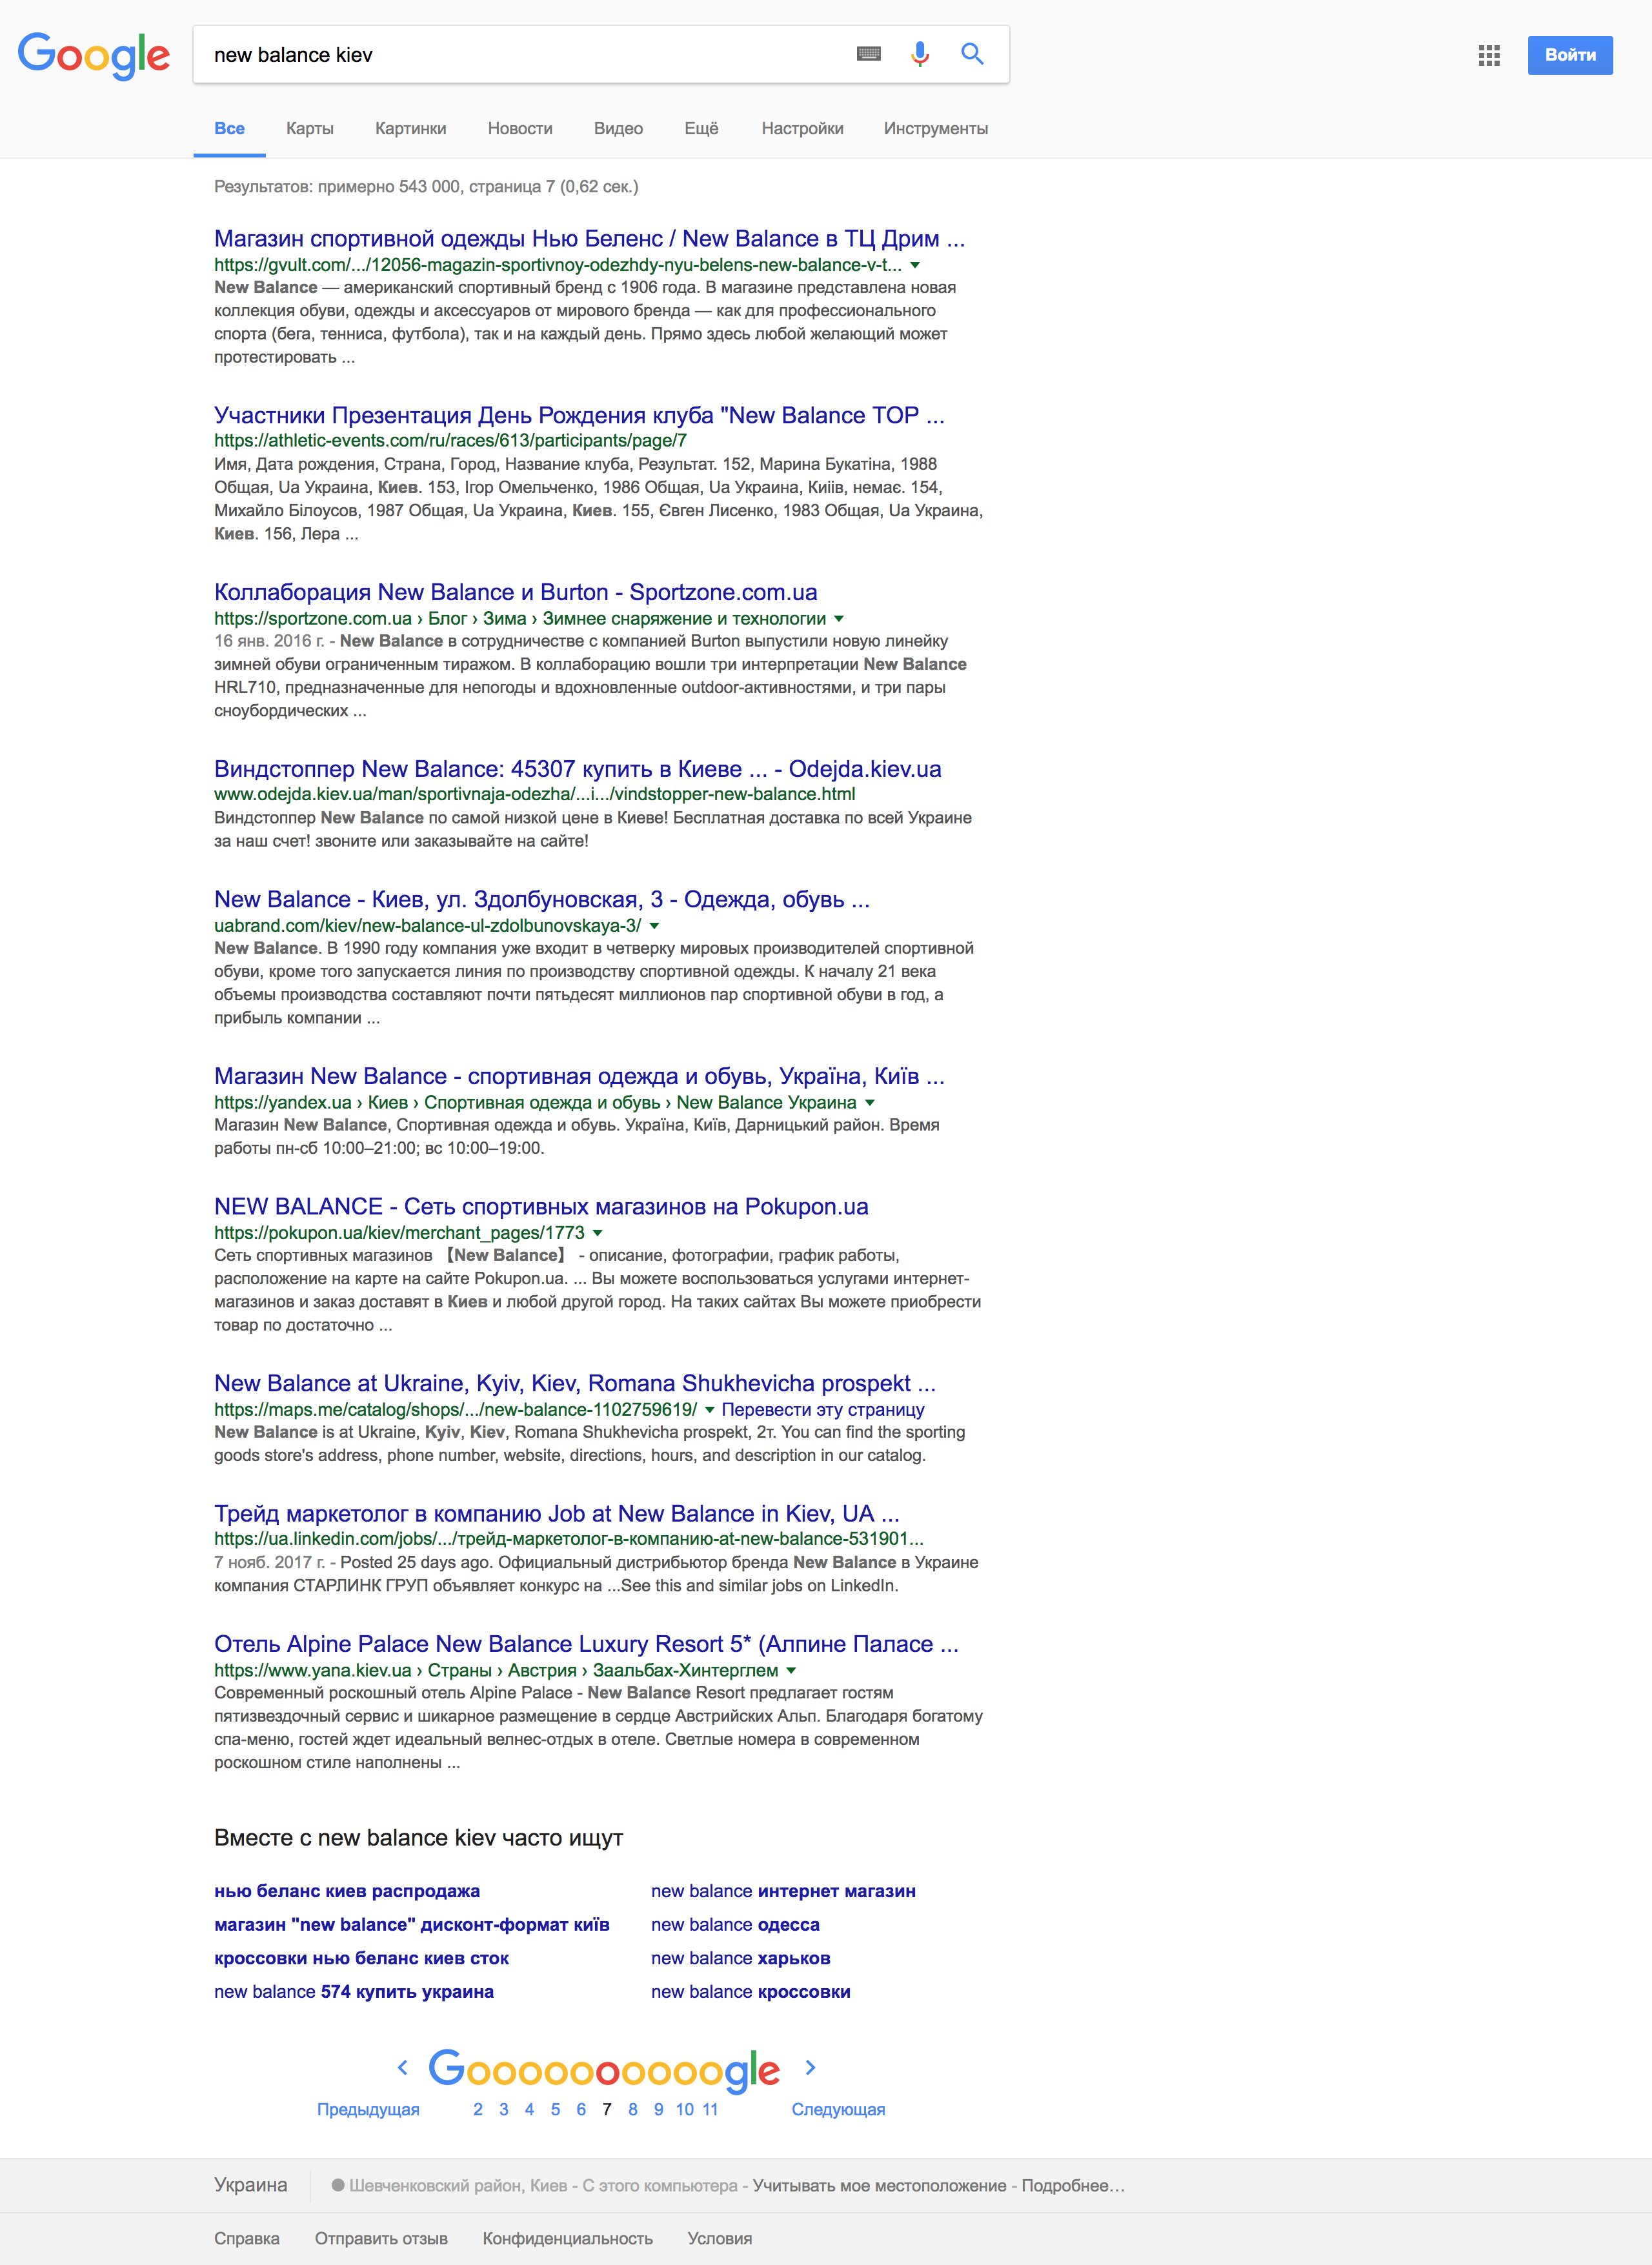 Google
new balance kiev
Войти
Все Карты Картинки Новости Видео Ещё Настройки Инструменты
Результатов: примерно 543 000, страница 7 (0,62 сек.)
Магазин спортивной одежды Нью Беленс / New Balance в ТЦ Дрим ...
https://gvult.com/.../12056-magazin-sportivnoy-odezhdy-nyu-belens-new-balance-v-t...
New Balance — американский спортивный бренд с 1906 года. В магазине представлена новая
коллекция обуви, одежды и аксессуаров от мирового бренда — как для профессионального
спорта (бега, тенниса, футбола), так и на каждый день. Прямо здесь любой желающий может
протестировать ...
Участники Презентация День Рождения клуба "New Balance TOP ...
https://athletic-events.com/ru/races/613/participants/page/7
Имя, Дата рождения, Страна, Город, Название клуба, Результат. 152, Марина Букатіна, 1988
Общая, Ua Украина, Киев. 153, Ігор Омельченко, 1986 Общая, Ua Украина, Киіів, немає. 154,
Михайло Білоусов, 1987 Общая, Ua Украина, Киев. 155, Євген Лисенко, 1983 Общая, Ua Украина,
Киев. 156, Лера ...
Коллаборация New Balance и Burton - Sportzone.com.ua
https://sportzone.com.ua › Блог › Зима › Зимнее снаряжение и технологии
16 янв. 2016 г. - New Balance в сотрудничестве с компанией Burton выпустили новую линейку
зимней обуви ограниченным тиражом. В коллаборацию вошли три интерпретации New Balance
HRL710, предназначенные для непогоды и вдохновленные outdoor-активностями, и три пары
сноубордических ...
Виндстоппер New Balance: 45307 купить в Киеве ... - Odejda.kiev.ua
www.odejda.kiev.ua/man/sportivnaja-odezha/...i.../vindstopper-new-balance.html
Виндстоппер New Balance по самой низкой цене в Киеве! Бесплатная доставка по всей Украине
за наш счет! звоните или заказывайте на сайте!
New Balance - Киев, ул. Здолбуновская, 3 - Одежда, обувь ...
uabrand.com/kiev/new-balance-ul-zdolbunovskaya-3/
New Balance. В 1990 году компания уже входит в четверку мировых производителей спортивной
обуви, кроме того запускается линия по производству спортивной одежды. К началу 21 века
объемы производства составляют почти пятьдесят миллионов пар спортивной обуви в год, а
прибыль компании ...
Магазин New Balance - спортивная одежда и обувь, Україна, Київ ...
https://yandex.ua › Киев › Спортивная одежда и обувь › New Balance Украина
Магазин New Balance, Спортивная одежда и обувь. Україна, Київ, Дарницький район. Время
работы пн-сб 10:00–21:00; вс 10:00–19:00.
NEW BALANCE - Сеть спортивных магазинов на Pokupon.ua
https://pokupon.ua/kiev/merchant_pages/1773
Сеть спортивных магазинов 【New Balance】 - описание, фотографии, график работы,
расположение на карте на сайте Pokupon.ua. ... Вы можете воспользоваться услугами интернет-
магазинов и заказ доставят в Киев и любой другой город. На таких сайтах Вы можете приобрести
товар по достаточно ...
New Balance at Ukraine, Kyiv, Kiev, Romana Shukhevicha prospekt ...
https://maps.me/catalog/shops/.../new-balance-1102759619/ Перевести эту страницу
New Balance is at Ukraine, Kyiv, Kiev, Romana Shukhevicha prospekt, 2т. You can find the sporting
goods store's address, phone number, website, directions, hours, and description in our catalog.
Трейд маркетолог в компанию Job at New Balance in Kiev, UA ...
https://ua.linkedin.com/jobs/.../трейд-маркетолог-в-компанию-at-new-balance-531901...
7 нояб. 2017 г. - Posted 25 days ago. Официальный дистрибьютор бренда New Balance в Украине
компания СТАРЛИНК ГРУП объявляет конкурс на ...See this and similar jobs on LinkedIn.
Отель Alpine Palace New Balance Luxury Resort 5* (Алпине Паласе ...
https://www.yana.kiev.ua › Страны › Австрия › Заальбах-Хинтерглем
Современный роскошный отель Alpine Palace - New Balance Resort предлагает гостям
пятизвездочный сервис и шикарное размещение в сердце Австрийских Альп. Благодаря богатому
спа-меню, гостей ждет идеальный велнес-отдых в отеле. Светлые номера в современном
роскошном стиле наполнены ...
Вместе с new balance kiev часто ищут
нью беланс киев распродажа new balance интернет магазин
магазин "new balance" дисконт-формат київ new balance одесса
кроссовки нью беланс киев сток new balance харьков
new balance 574 купить украина new balance кроссовки
Goooooooooogle
Предыдущая 2 3 4 5 6 7 8 9 10 11 Следующая
Украина Шевченковский район, Киев - С этого компьютера - Учитывать мое местоположение - Подробнее…
Справка Отправить отзыв Конфиденциальность Условия